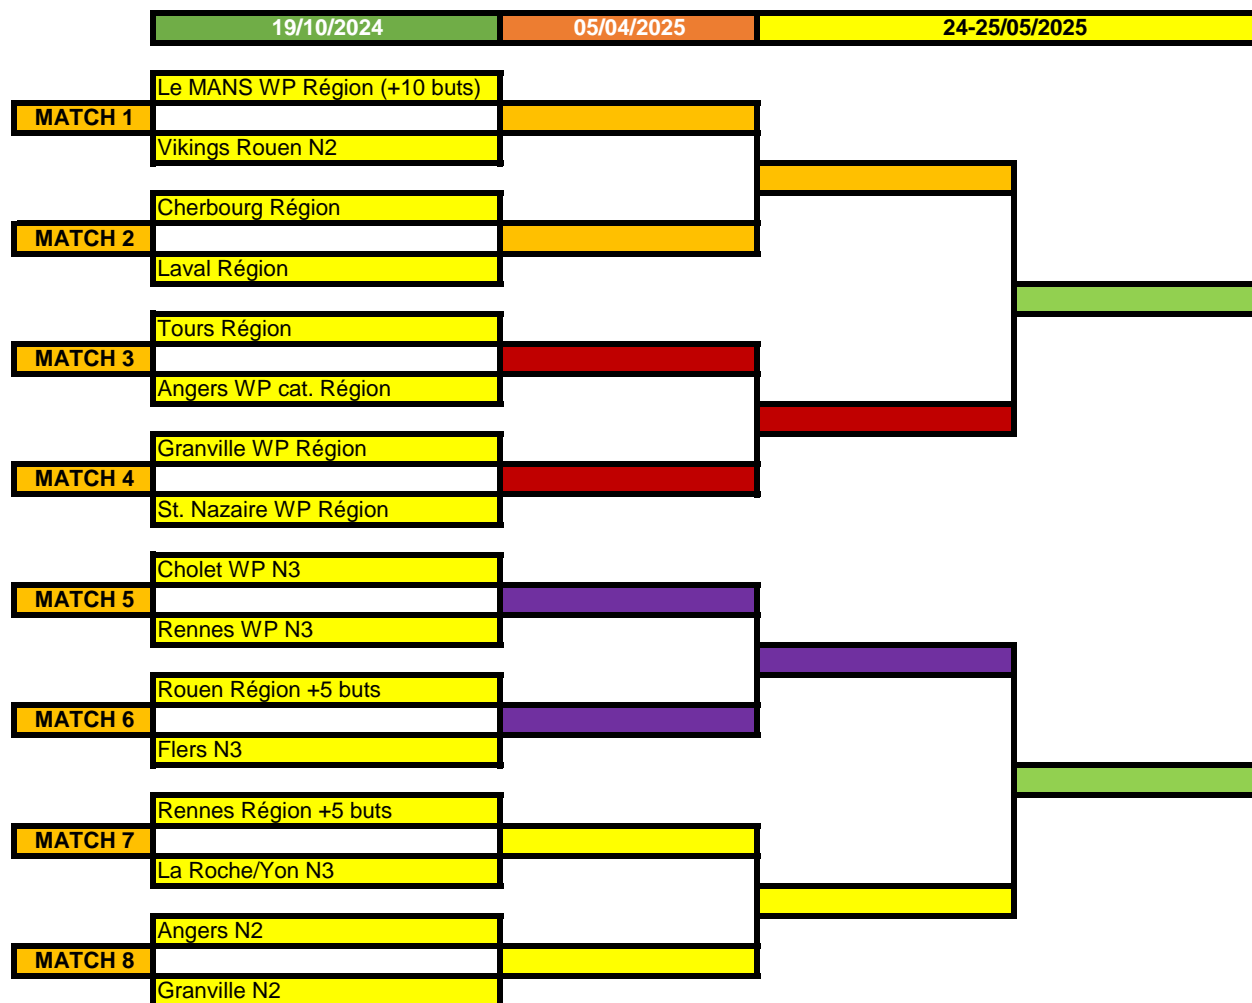 19/10/2024 05/04/2025 24-25/05/2025
Le MANS WP Région (+10 buts)
MATCH 1
Vikings Rouen N2
Cherbourg Région
MATCH 2
Laval Région
Tours Région
MATCH 3
Angers WP cat. Région
Granville WP Région
MATCH 4
St. Nazaire WP Région
Cholet WP N3
MATCH 5
Rennes WP N3
Rouen Région +5 buts
MATCH 6
Flers N3
Rennes Région +5 buts
MATCH 7
La Roche/Yon N3
Angers N2
MATCH 8
Granville N2